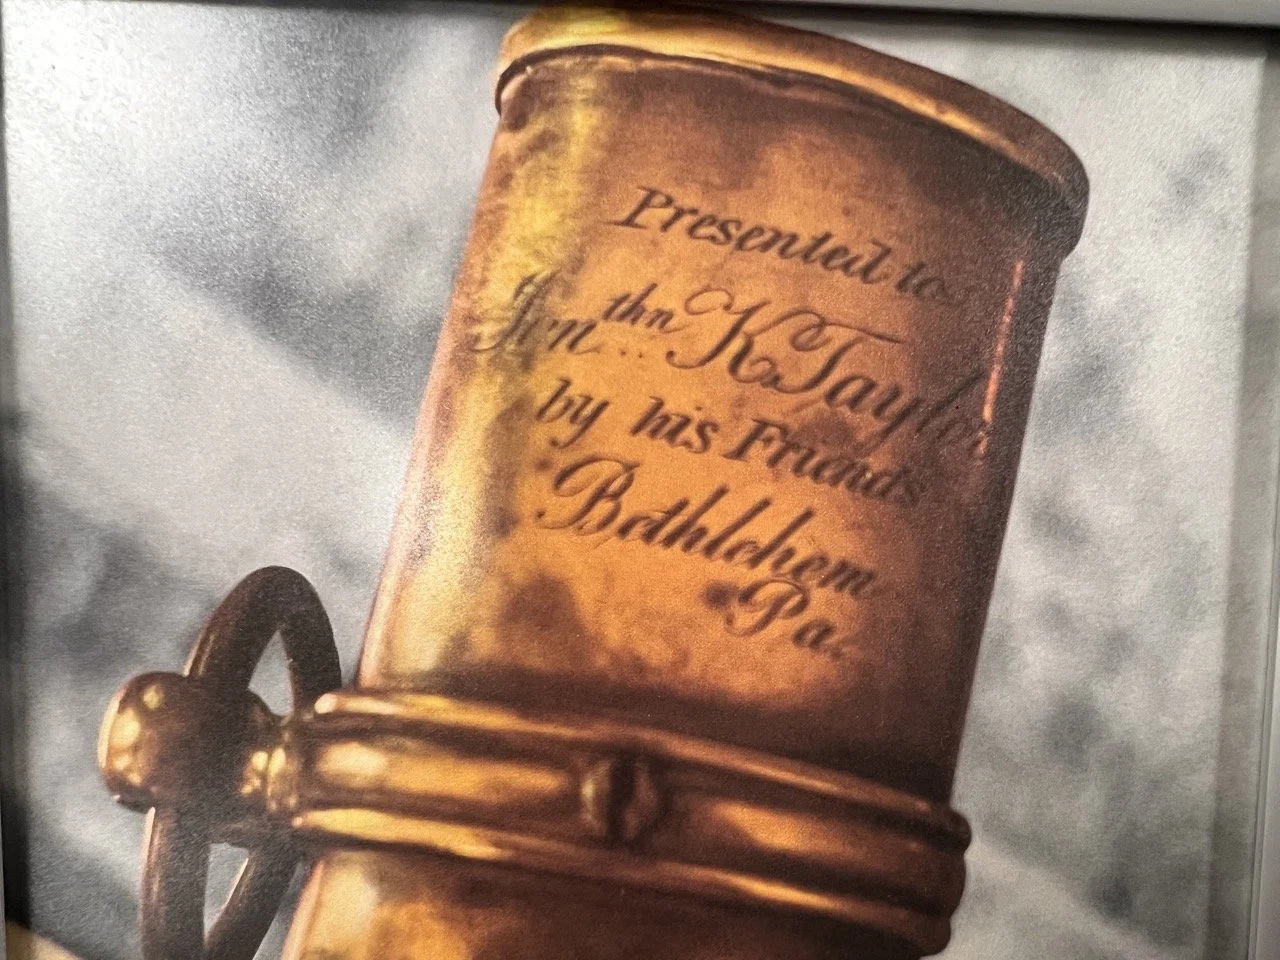 Presented to
Jonthn K Taylor
by his Friends
Bethlehem
Pa.